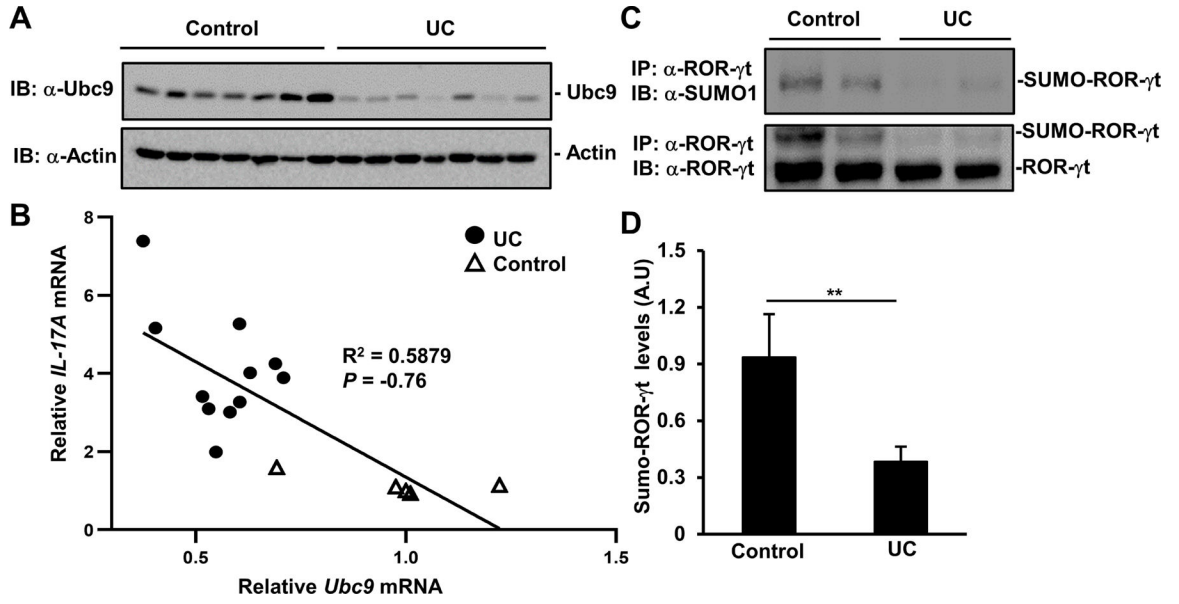 A
Control
UC
IB: α-Ubc9
- Ubc9
IB: α-Actin
- Actin
B
8
6
4
2
0
Relative IL-17A mRNA
UC
Control
R² = 0.5879
P = -0.76
0.5
1.0
1.5
Relative Ubc9 mRNA
C
Control
UC
IP: α-ROR-γt
IB: α-SUMO1
-SUMO-ROR-γt
IP: α-ROR-γt
IB: α-ROR-γt
-SUMO-ROR-γt
-ROR-γt
D
1.5
1.2
0.9
0.6
0.3
0
Sumo-ROR-γt levels (A.U)
**
Control
UC